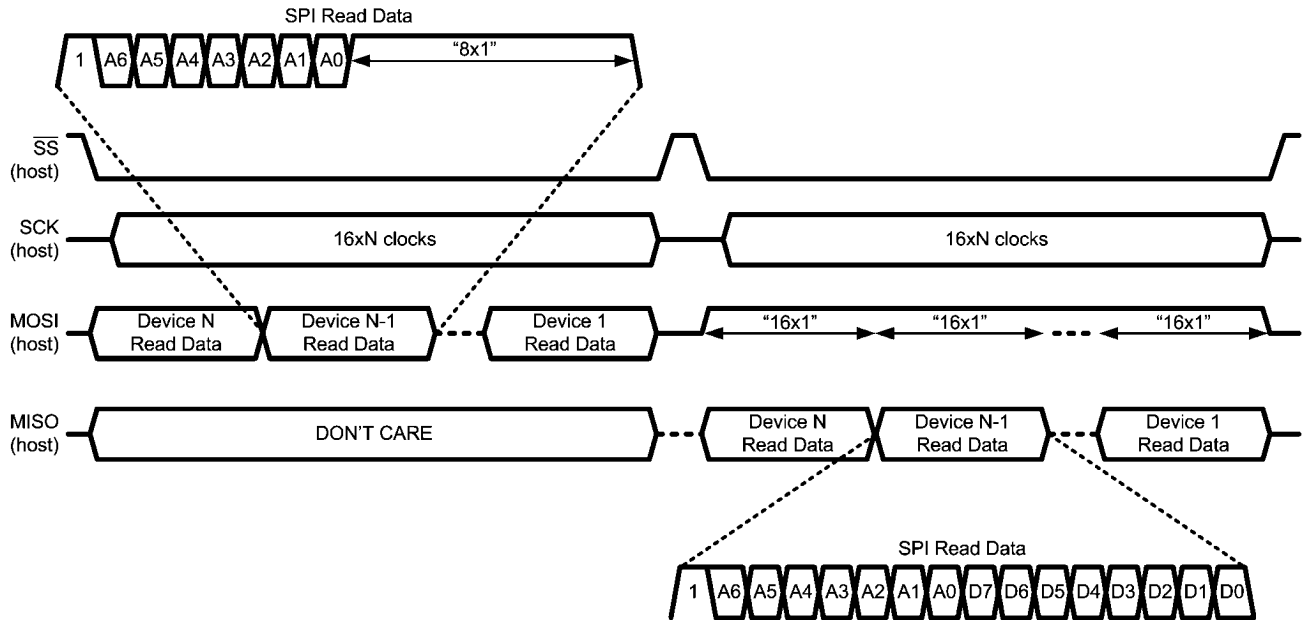 SPI Read Data
1 A6 A5 A4 A3 A2 A1 A0 “8x1”
SS
(host)
SCK
(host)
16xN clocks 16xN clocks
MOSI
(host)
Device N
Read Data
Device N-1
Read Data
Device 1
Read Data
“16x1” “16x1” “16x1”
MISO
(host)
DON'T CARE
Device N
Read Data
Device N-1
Read Data
Device 1
Read Data
SPI Read Data
1 A6 A5 A4 A3 A2 A1 A0 D7 D6 D5 D4 D3 D2 D1 D0